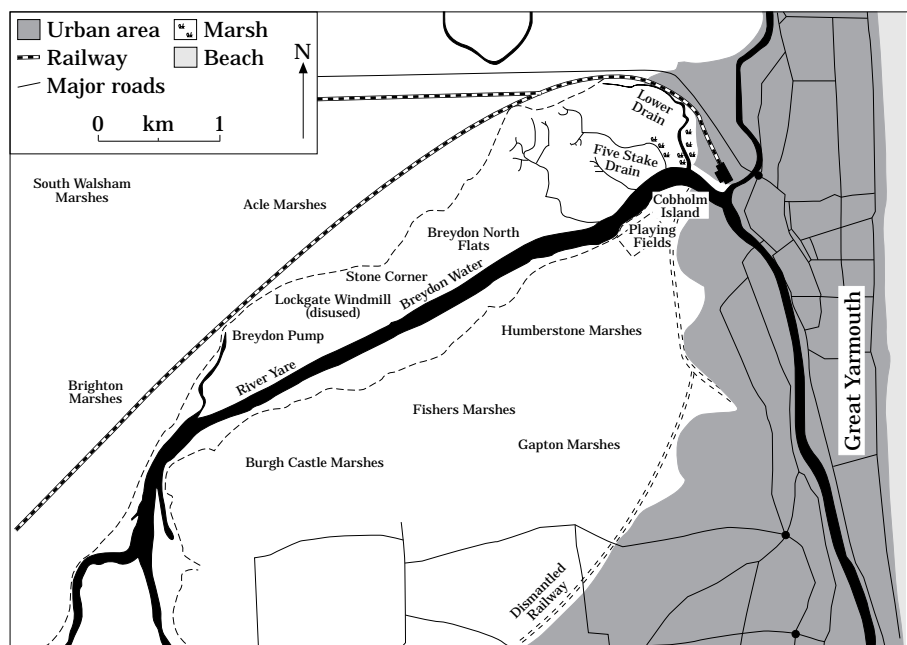 Urban area
Marsh
Railway
Beach
N
Major roads
0 km 1
Lower
Drain
Five Stake
Drain
South Walsham
Marshes
Acle Marshes
Cobholm
Island
Playing
Fields
Breydon North
Flats
Stone Corner
Breydon Water
Lockgate Windmill
(disused)
Breydon Pump
Humberstone Marshes
River Yare
Brighton
Marshes
Fishers Marshes
Great Yarmouth
Gapton Marshes
Burgh Castle Marshes
Dismantled
Railway